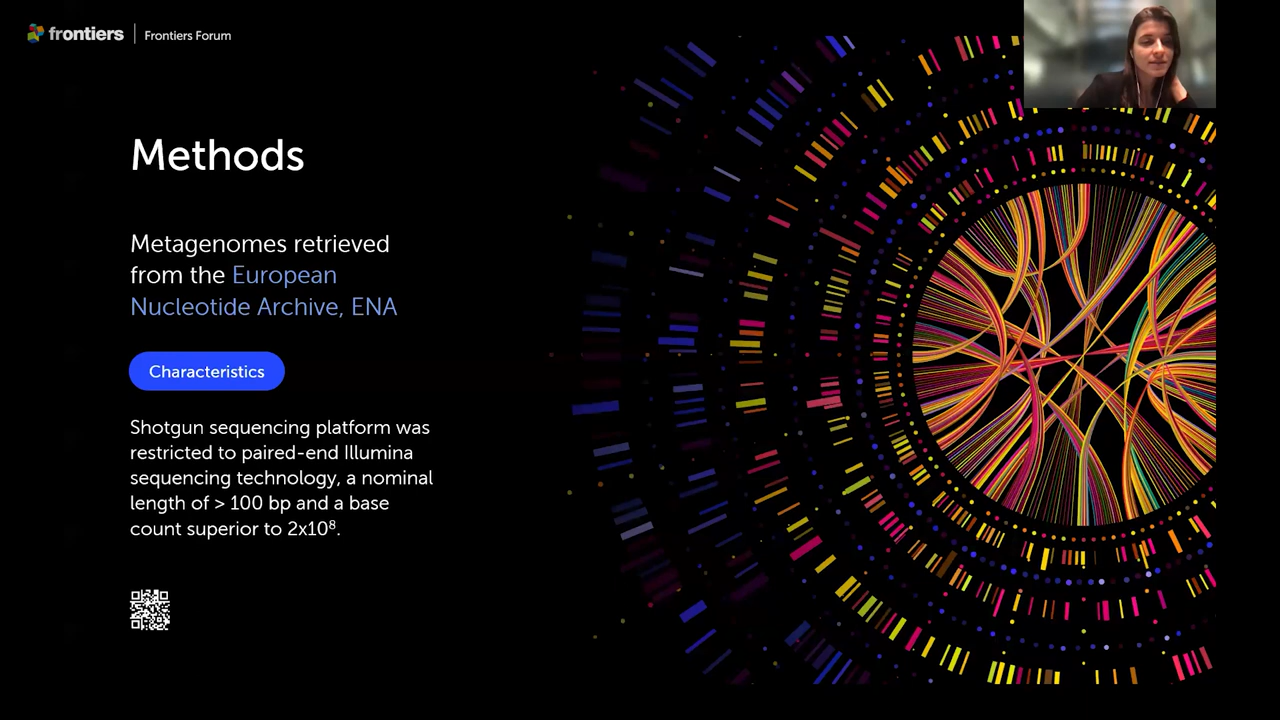 frontiers
Frontiers Forum
Methods
Metagenomes retrieved
from the European
Nucleotide Archive, ENA
Characteristics
Shotgun sequencing platform was
restricted to paired-end Illumina
sequencing technology, a nominal
length of > 100 bp and a base
count superior to 2x10⁸.